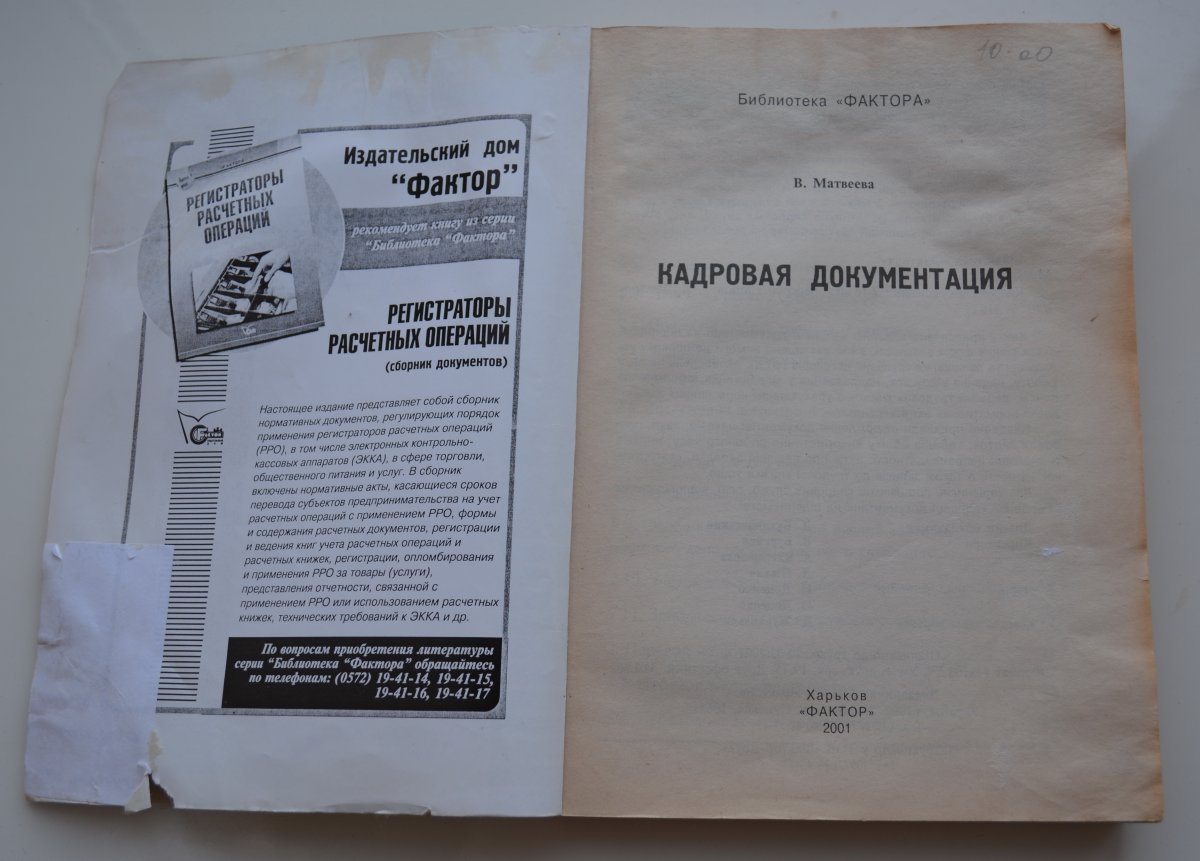 РЕГИСТРАТОРЫ
РАСЧЕТНЫХ
ОПЕРАЦИЙ
Издательский дом
“Фактор”
рекомендует книгу из серии
“Библиотека “Фактора”
РЕГИСТРАТОРЫ
РАСЧЕТНЫХ ОПЕРАЦИЙ
(сборник документов)
Настоящее издание представляет собой сборник
нормативных документов, регулирующих порядок
применения регистраторов расчетных операций
(РРО), в том числе электронных контрольно-
кассовых аппаратов (ЭККА), в сфере торговли,
общественного питания и услуг. В сборник
включены нормативные акты, касающиеся сроков
перевода субъектов предпринимательства на учет
расчетных операций с применением РРО, формы
и содержания расчетных документов, регистрации
и ведения книг учета расчетных операций и
расчетных книжек, регистрации, опломбирования
и применения РРО за товары (услуги),
представления отчетности, связанной с
применением РРО или использованием расчетных
книжек, технических требований к ЭККА и др.
По вопросам приобретения литературы
серии “Библиотека “Фактора” обращайтесь
по телефонам: (0572) 19-41-14, 19-41-15,
19-41-16, 19-41-17
Библиотека «ФАКТОРА»
В. Матвеева
КАДРОВАЯ ДОКУМЕНТАЦИЯ
Харьков
«ФАКТОР»
2001